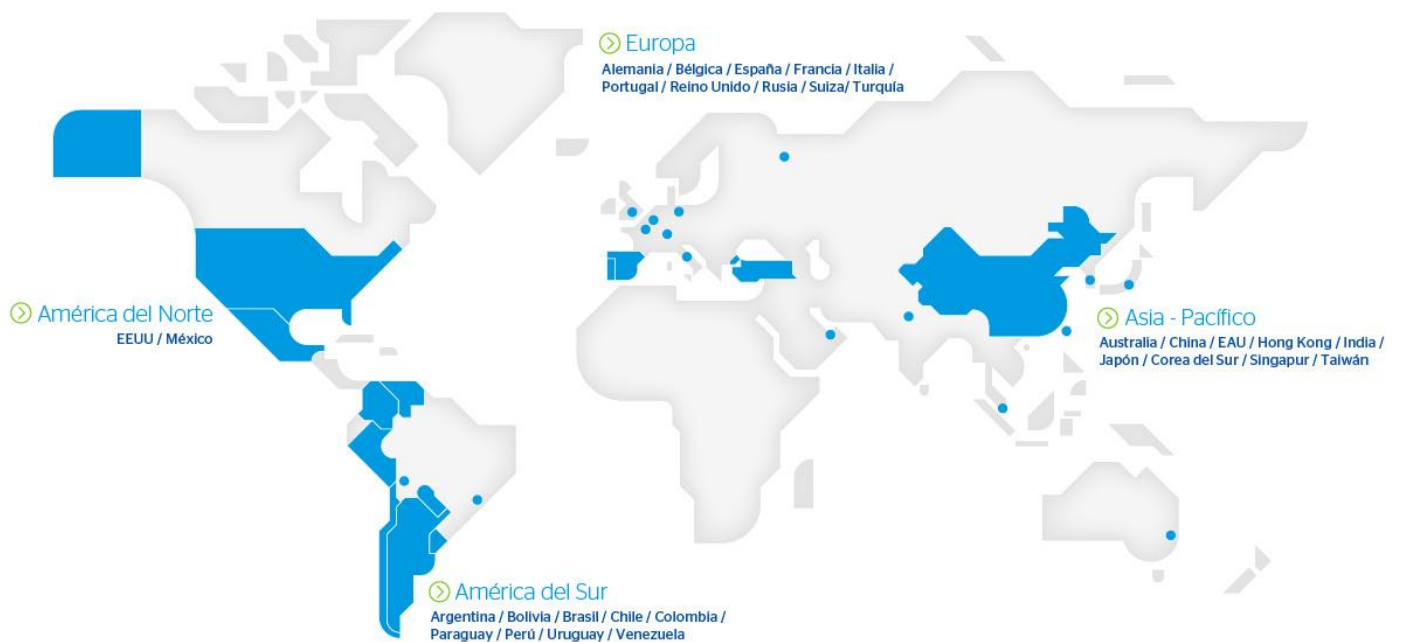 Europa
Alemania / Bélgica / España / Francia / Italia /
Portugal / Reino Unido / Rusia / Suiza/ Turquía
América del Norte
EEUU / México
Asia - Pacífico
Australia / China / EAU / Hong Kong / India /
Japón / Corea del Sur / Singapur / Taiwán
América del Sur
Argentina / Bolivia / Brasil / Chile / Colombia /
Paraguay / Perú / Uruguay / Venezuela